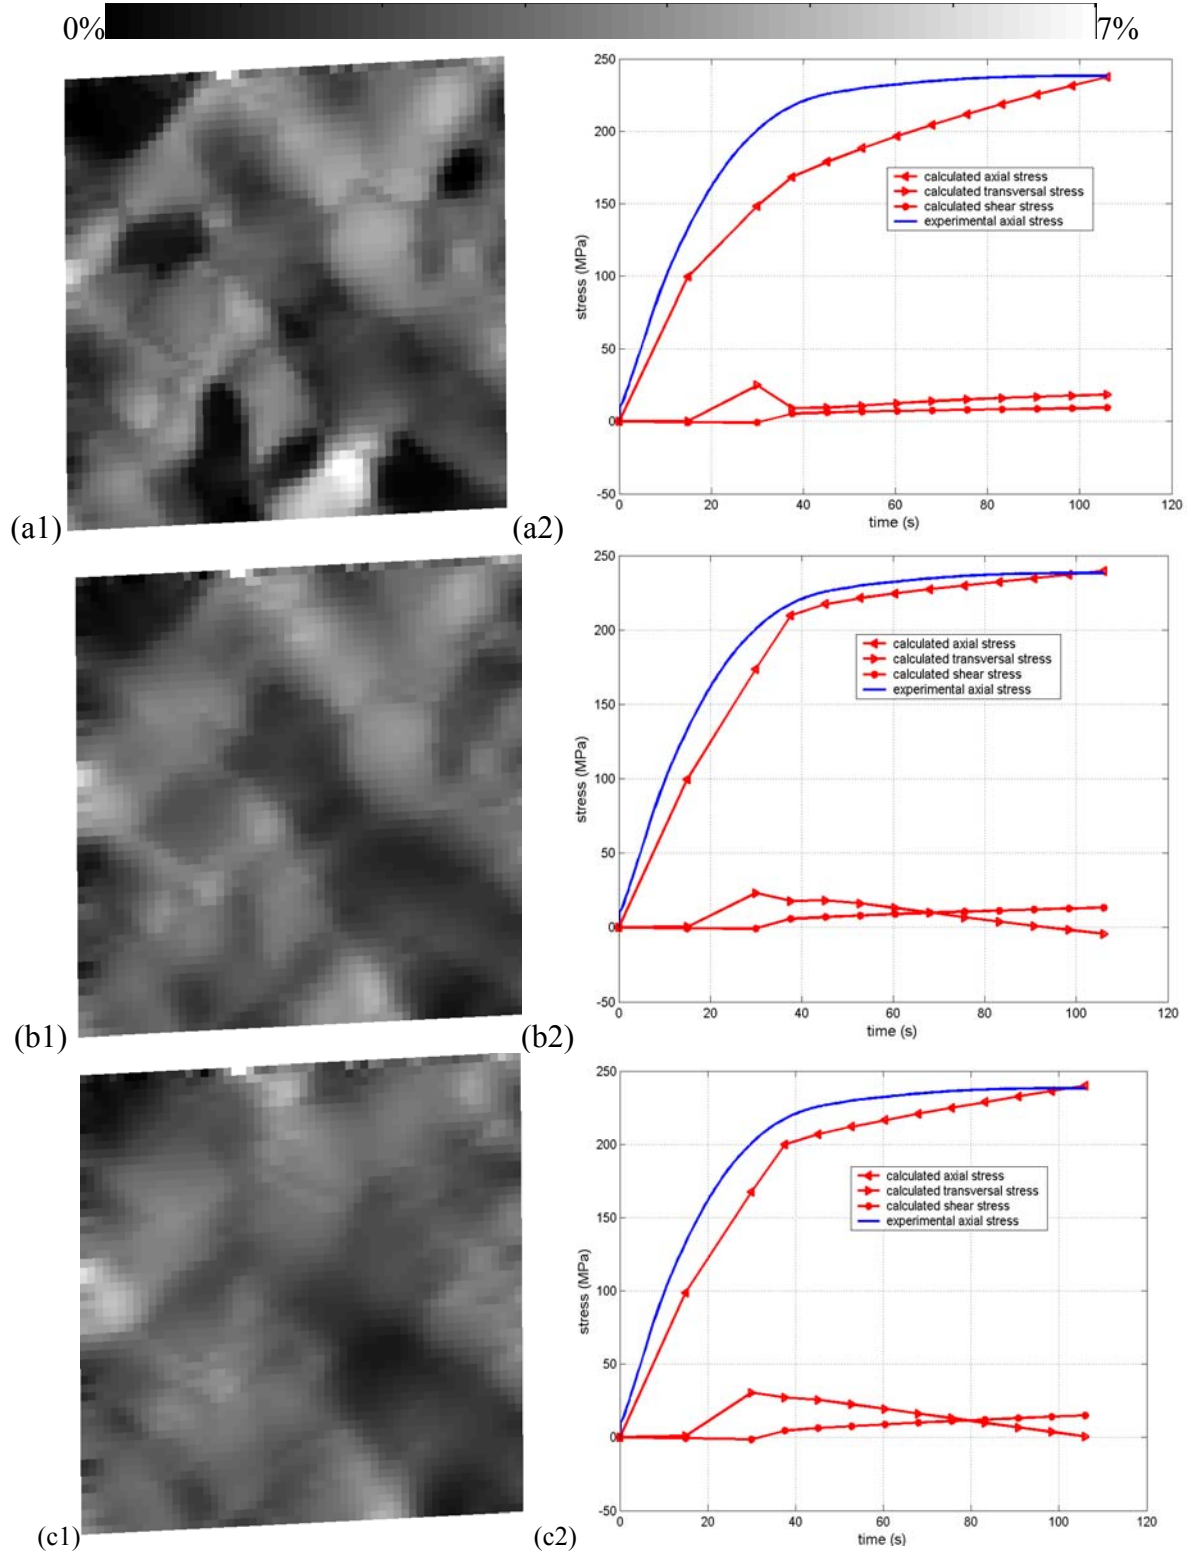 0% 7%
250
200
150
100
50
0
-50
stress (MPa)
calculated axial stress
calculated transversal stress
calculated shear stress
experimental axial stress
0 20 40 60 80 100 120
time (s)
(a1) (a2)
250
200
150
100
50
0
-50
stress (MPa)
calculated axial stress
calculated transversal stress
calculated shear stress
experimental axial stress
0 20 40 60 80 100 120
time (s)
(b1) (b2)
250
200
150
100
50
0
-50
stress (MPa)
calculated axial stress
calculated transversal stress
calculated shear stress
experimental axial stress
0 20 40 60 80 100 120
time (s)
(c1) (c2)